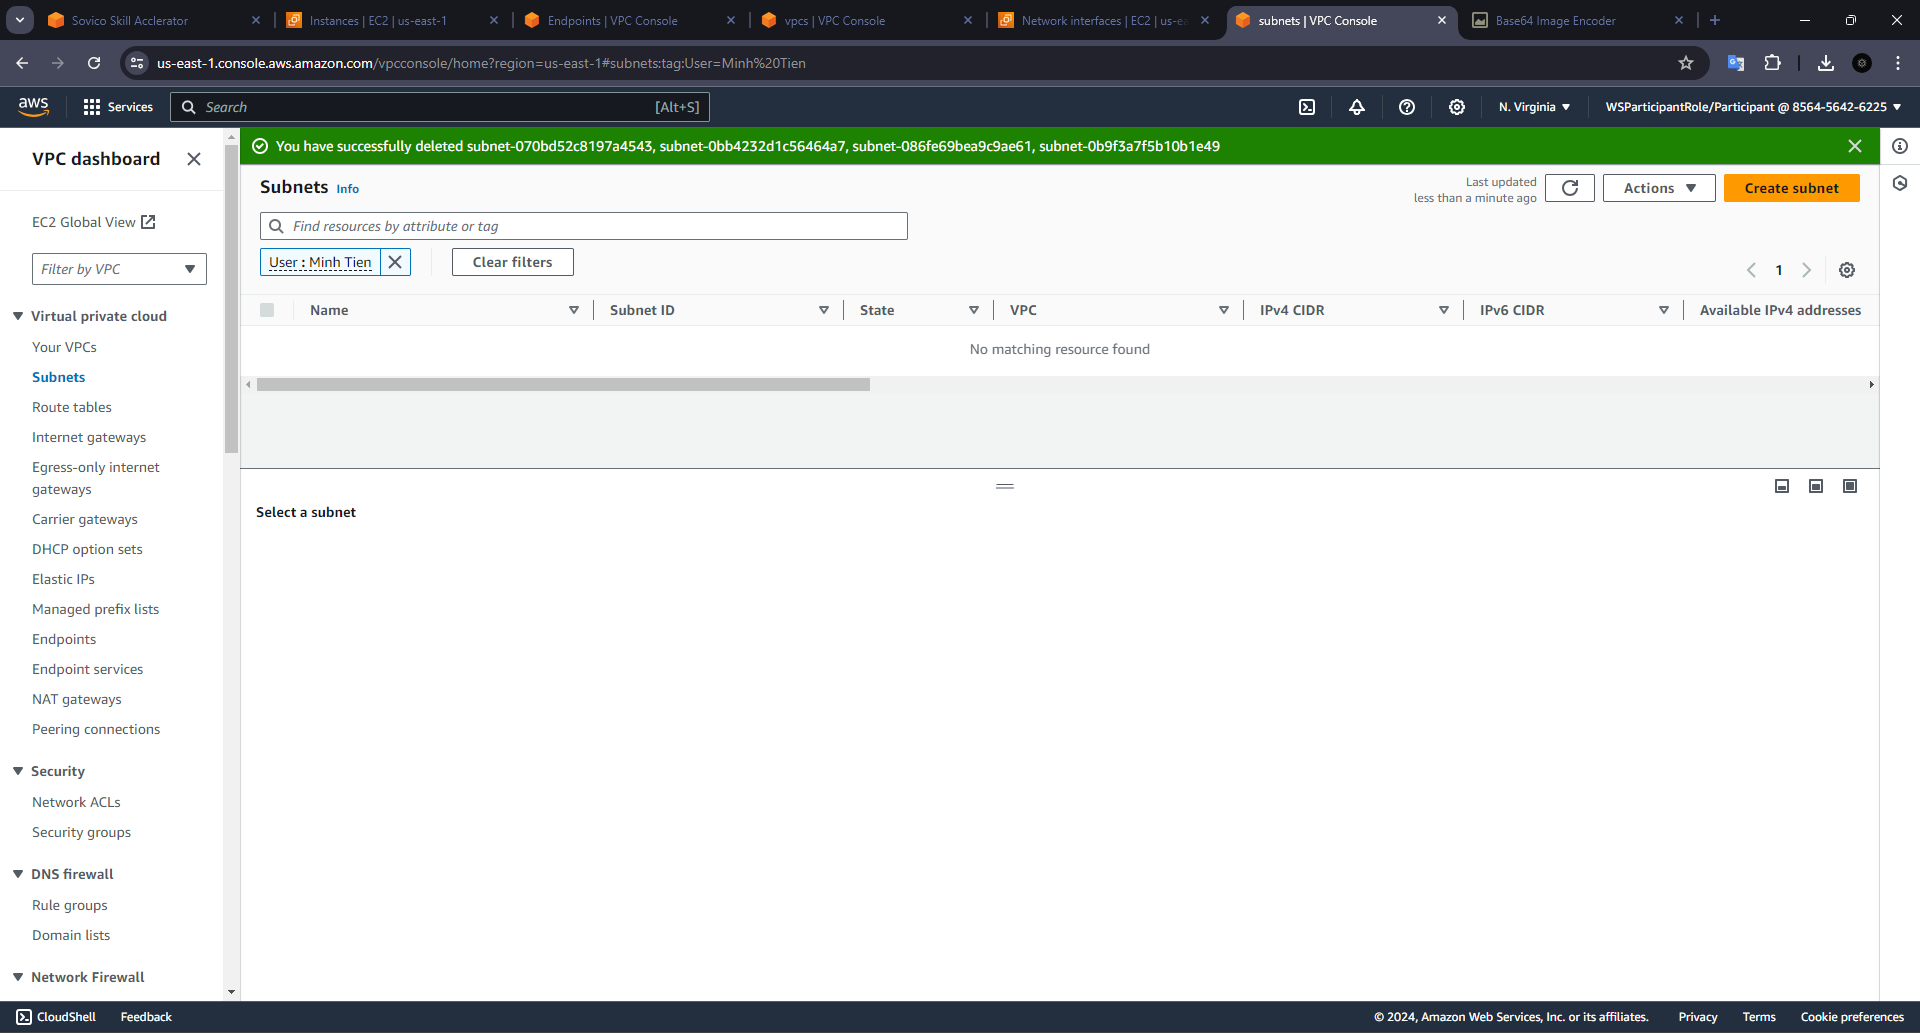 Sovico Skill Acclerator
Instances | EC2 | us-east-1
Endpoints | VPC Console
vpcs | VPC Console
Network interfaces | EC2 | us-ea
subnets | VPC Console
Base64 Image Encoder
us-east-1.console.aws.amazon.com/vpcconsole/home?region=us-east-1#subnets:tag:User=Minh%20Tien
aws
Services
Search
[Alt+S]
N. Virginia
WSParticipantRole/Participant @ 8564-5642-6225
VPC dashboard
EC2 Global View
Filter by VPC
Virtual private cloud
Your VPCs
Subnets
Route tables
Internet gateways
Egress-only internet
gateways
Carrier gateways
DHCP option sets
Elastic IPs
Managed prefix lists
Endpoints
Endpoint services
NAT gateways
Peering connections
Security
Network ACLs
Security groups
DNS firewall
Rule groups
Domain lists
Network Firewall
You have successfully deleted subnet-070bd52c8197a4543, subnet-0bb4232d1c56464a7, subnet-086fe69bea9c9ae61, subnet-0b9f3a7f5b10b1e49
Subnets Info
Last updated
less than a minute ago
Actions
Create subnet
Find resources by attribute or tag
User : Minh Tien
Clear filters
1
Name
Subnet ID
State
VPC
IPv4 CIDR
IPv6 CIDR
Available IPv4 addresses
No matching resource found
Select a subnet
CloudShell
Feedback
© 2024, Amazon Web Services, Inc. or its affiliates.
Privacy
Terms
Cookie preferences